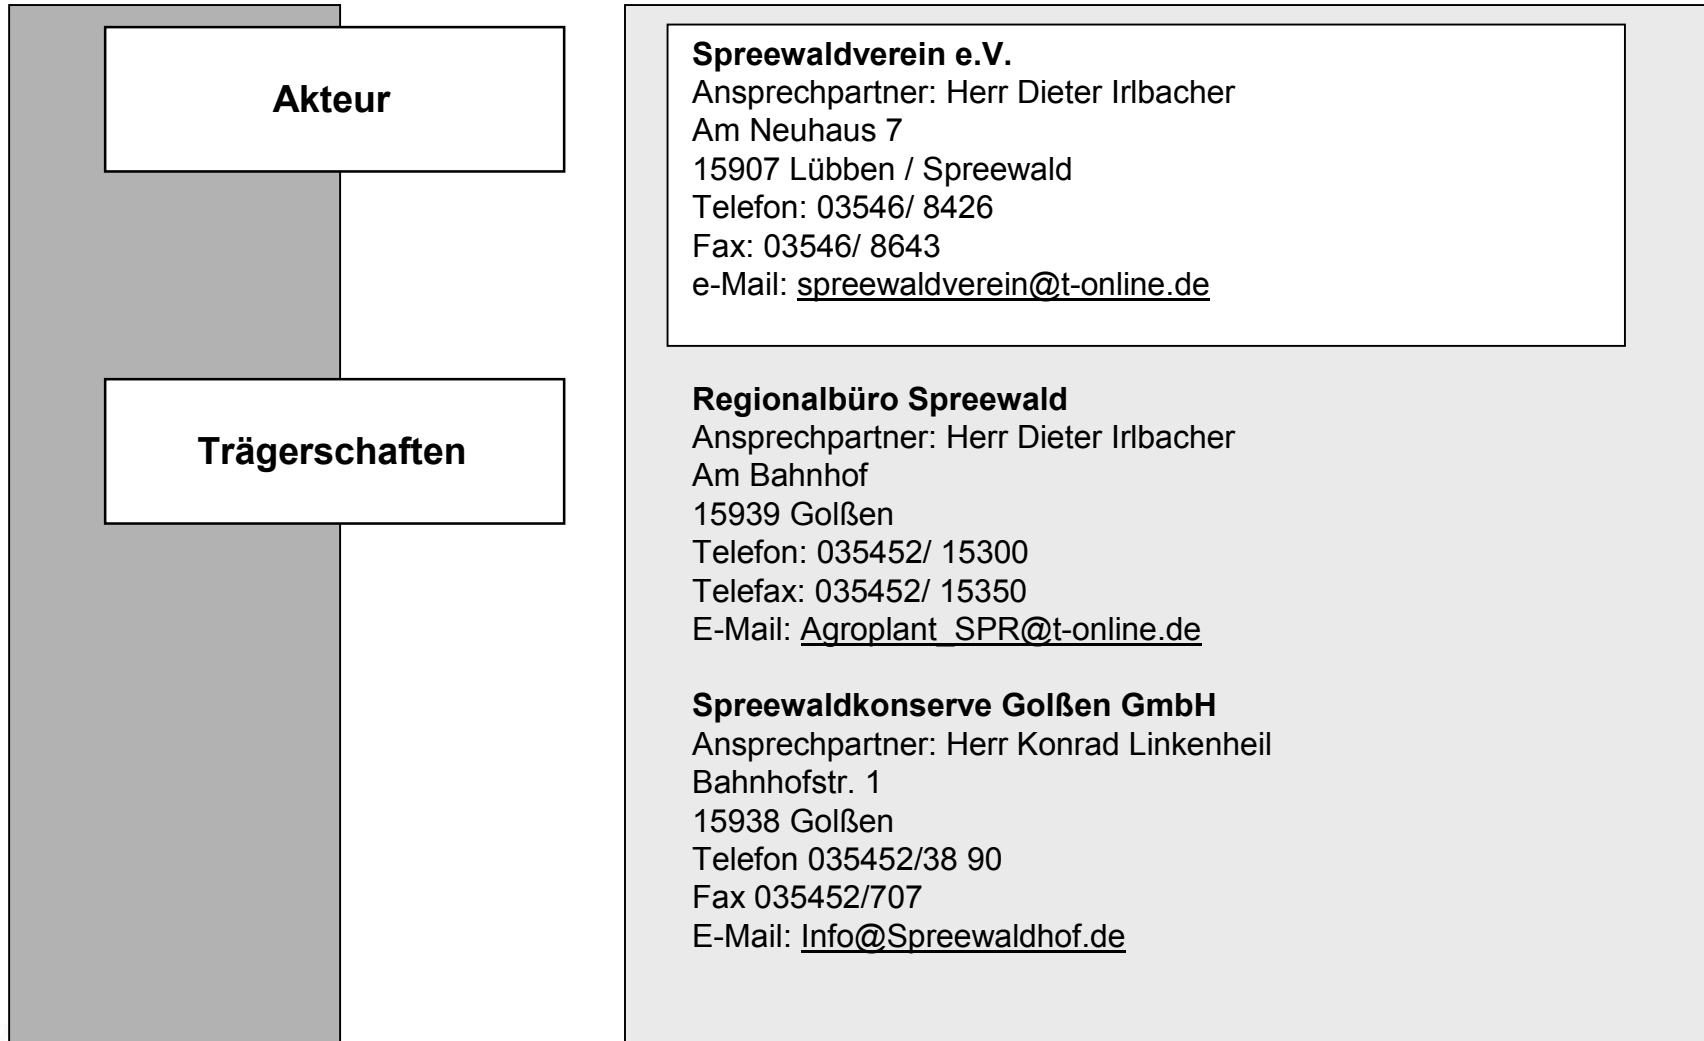 Akteur
Spreewaldverein e.V.
Ansprechpartner: Herr Dieter Irlbacher
Am Neuhaus 7
15907 Lübben / Spreewald
Telefon: 03546/ 8426
Fax: 03546/ 8643
e-Mail: spreewaldverein@t-online.de
Trägerschaften
Regionalbüro Spreewald
Ansprechpartner: Herr Dieter Irlbacher
Am Bahnhof
15939 Golßen
Telefon: 035452/ 15300
Telefax: 035452/ 15350
E-Mail: Agroplant_SPR@t-online.de
Spreewaldkonserve Golßen GmbH
Ansprechpartner: Herr Konrad Linkenheil
Bahnhofstr. 1
15938 Golßen
Telefon 035452/38 90
Fax 035452/707
E-Mail: Info@Spreewaldhof.de